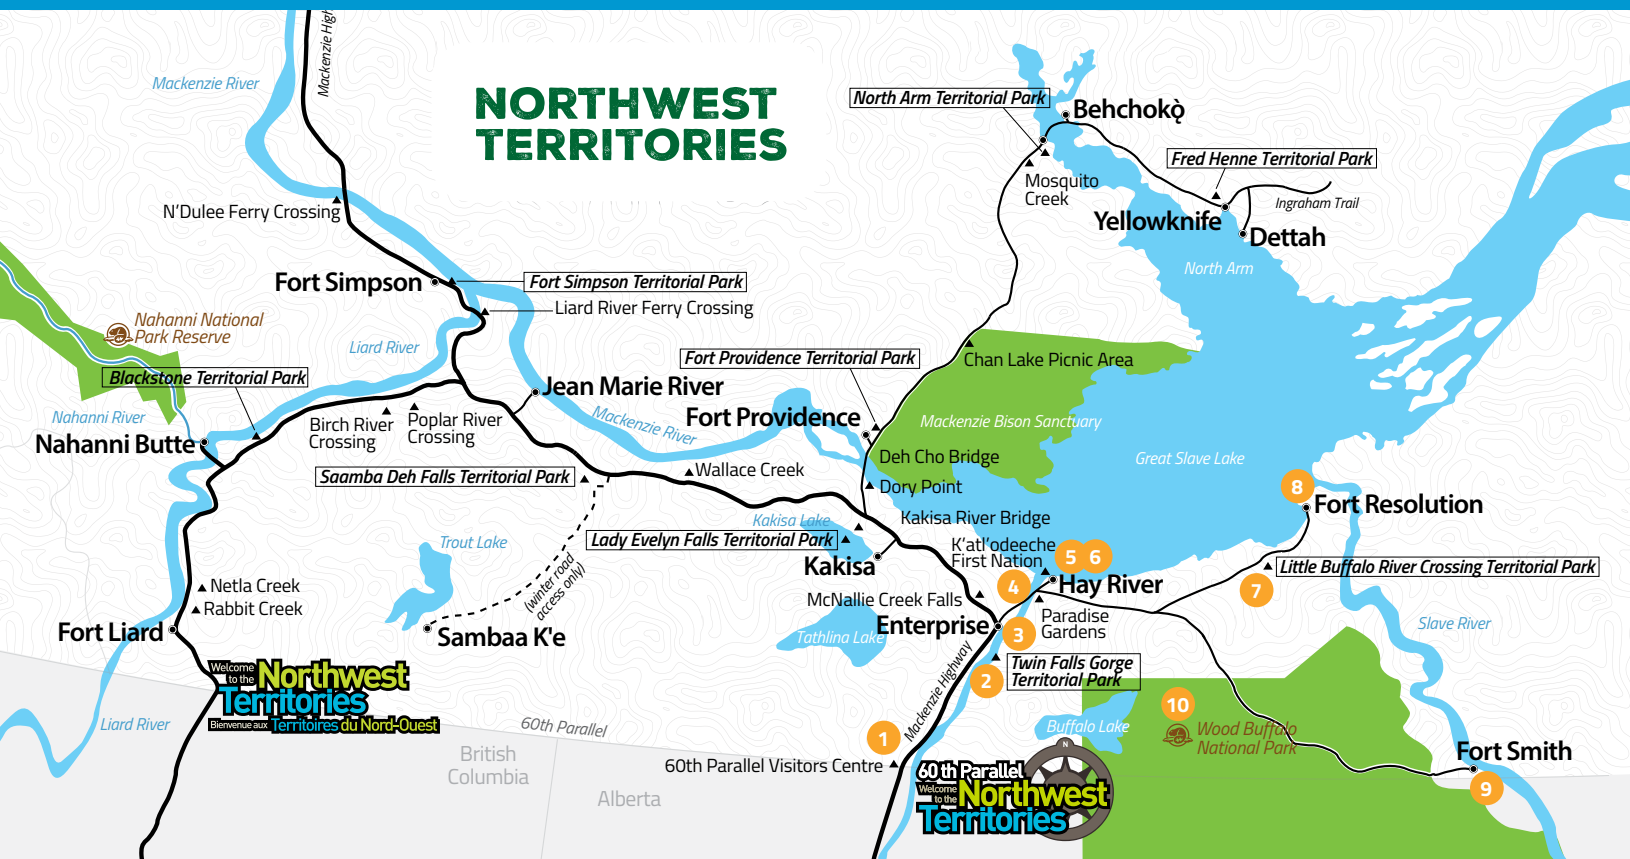 Mackenzie High
Mackenzie River
NORTHWEST
TERRITORIES
North Arm Territorial Park
Behchokǫ̀
Fred Henne Territorial Park
Mosquito
Creek
Ingraham Trail
N'Dulee Ferry Crossing
Yellowknife
Dettah
North Arm
Fort Simpson
Fort Simpson Territorial Park
Liard River Ferry Crossing
Nahanni National
Park Reserve
Liard River
Fort Providence Territorial Park
Chan Lake Picnic Area
Blackstone Territorial Park
Jean Marie River
Nahanni River
Birch River
Crossing
Poplar River
Crossing
Mackenzie River
Fort Providence
Mackenzie Bison Sanctuary
Nahanni Butte
Deh Cho Bridge
Great Slave Lake
Saamba Deh Falls Territorial Park
Wallace Creek
Dory Point
8
Fort Resolution
Kakisa Lake
Kakisa River Bridge
Trout Lake
Lady Evelyn Falls Territorial Park
K'atl'odeeche
First Nation
5
6
Kakisa
Little Buffalo River Crossing Territorial Park
(winter road
access only)
4
Hay River
7
Netla Creek
Rabbit Creek
McNallie Creek Falls
Paradise
Gardens
Fort Liard
Sambaa K'e
Tathlina Lake
Enterprise
3
Slave River
Welcome
to the
Northwest
Territories
Bienvenue aux Territoires du Nord-Ouest
Twin Falls Gorge
Territorial Park
2
Mackenzie Highway
Liard River
60th Parallel
10
Buffalo Lake
Wood Buffalo
National Park
1
British
Columbia
Alberta
60th Parallel Visitors Centre
N
60th Parallel
Welcome
to the
Northwest
Territories
Fort Smith
9